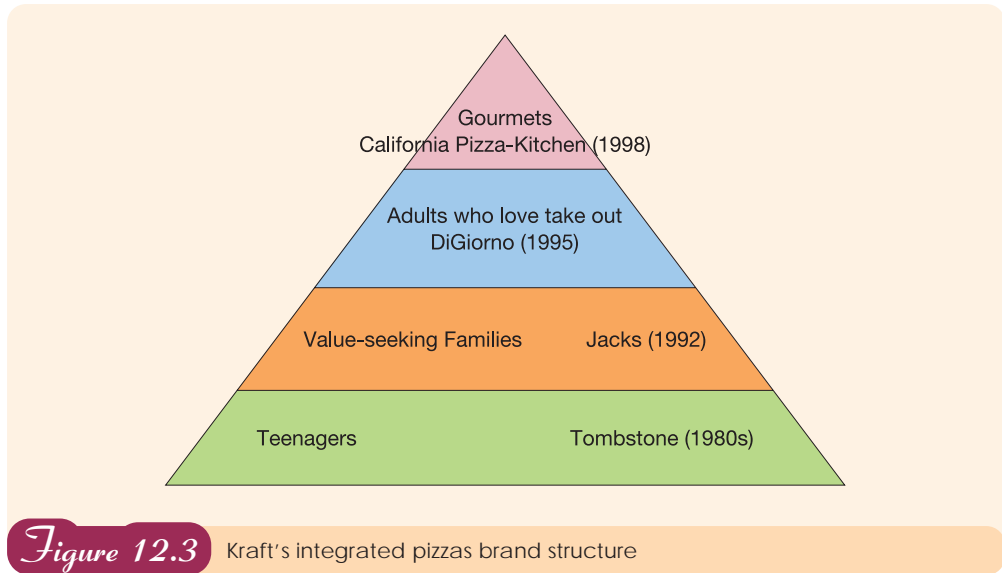 Gourmets
California Pizza-Kitchen (1998)
Adults who love take out
DiGiorno (1995)
Value-seeking Families Jacks (1992)
Teenagers Tombstone (1980s)
Figure 12.3 Kraft's integrated pizzas brand structure